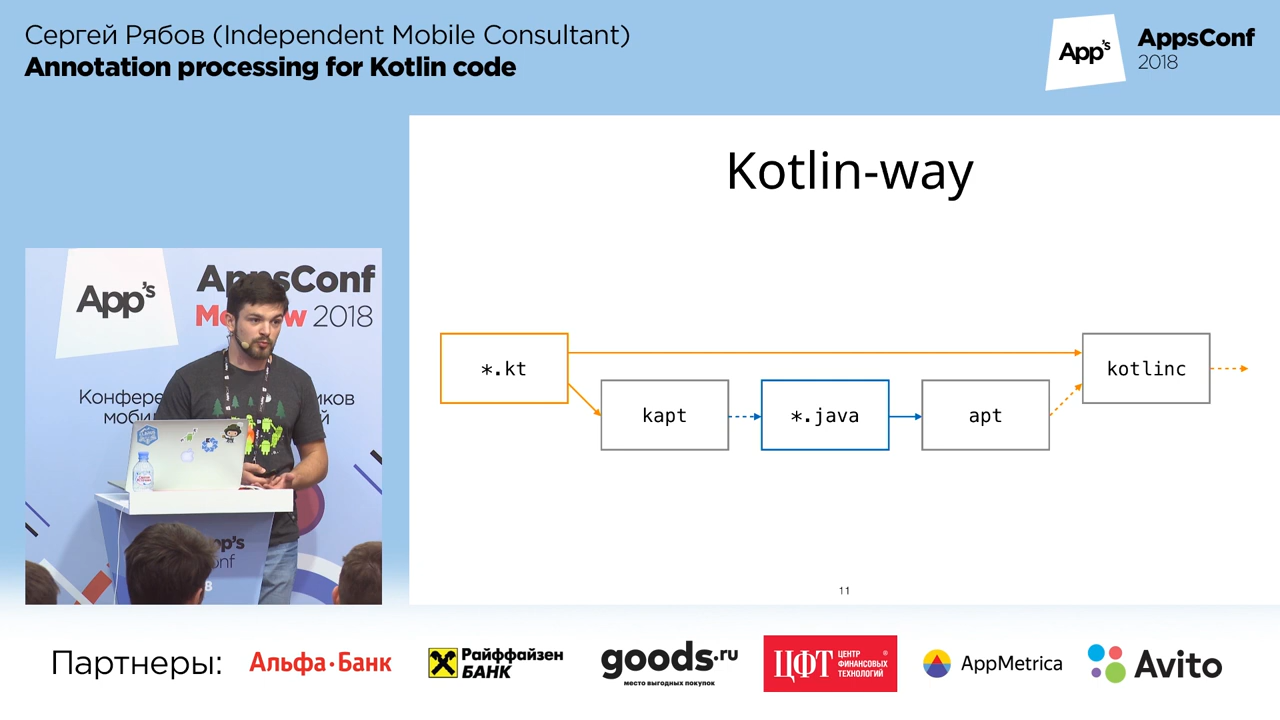 Сергей Рябов (Independent Mobile Consultant)
Annotation processing for Kotlin code
App's
AppsConf
2018
Kotlin-way
*.kt
kapt
*.java
apt
kotlinc
11
App's
AppsConf
2018
Партнеры:
Альфа·Банк
Райффайзен
БАНК
goods.ru
место выгодных покупок
ЦФТ
ЦЕНТР
ФИНАНСОВЫХ
ТЕХНОЛОГИЙ
®
AppMetrica
Avito